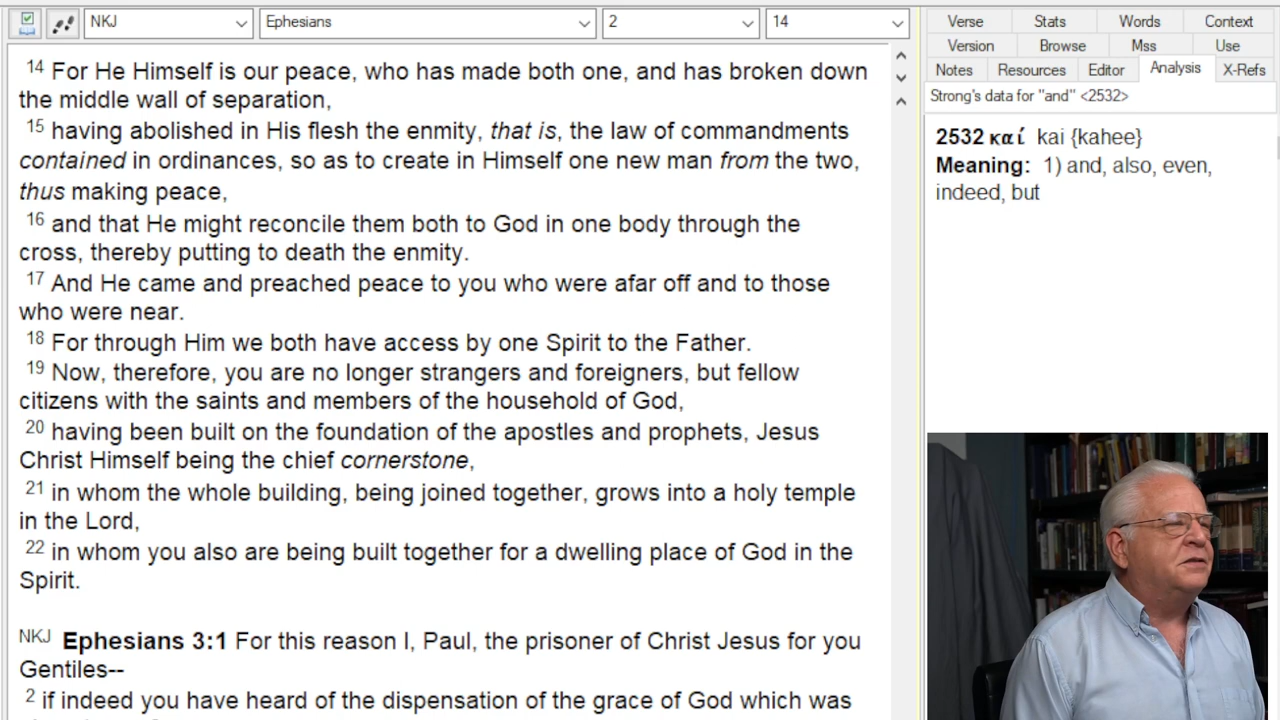 NKJ Ephesians 2 14
14 For He Himself is our peace, who has made both one, and has broken down
the middle wall of separation,
15 having abolished in His flesh the enmity, that is, the law of commandments
contained in ordinances, so as to create in Himself one new man from the two,
thus making peace,
16 and that He might reconcile them both to God in one body through the
cross, thereby putting to death the enmity.
17 And He came and preached peace to you who were afar off and to those
who were near.
18 For through Him we both have access by one Spirit to the Father.
19 Now, therefore, you are no longer strangers and foreigners, but fellow
citizens with the saints and members of the household of God,
20 having been built on the foundation of the apostles and prophets, Jesus
Christ Himself being the chief cornerstone,
21 in whom the whole building, being joined together, grows into a holy temple
in the Lord,
22 in whom you also are being built together for a dwelling place of God in the
Spirit.
NKJ Ephesians 3:1 For this reason I, Paul, the prisoner of Christ Jesus for you
Gentiles--
2 if indeed you have heard of the dispensation of the grace of God which was
Verse Stats Words Context
Version Browse Mss Use
Notes Resources Editor Analysis X-Refs
Strong's data for "and" <2532>
2532 καί kai {kahee}
Meaning: 1) and, also, even,
indeed, but